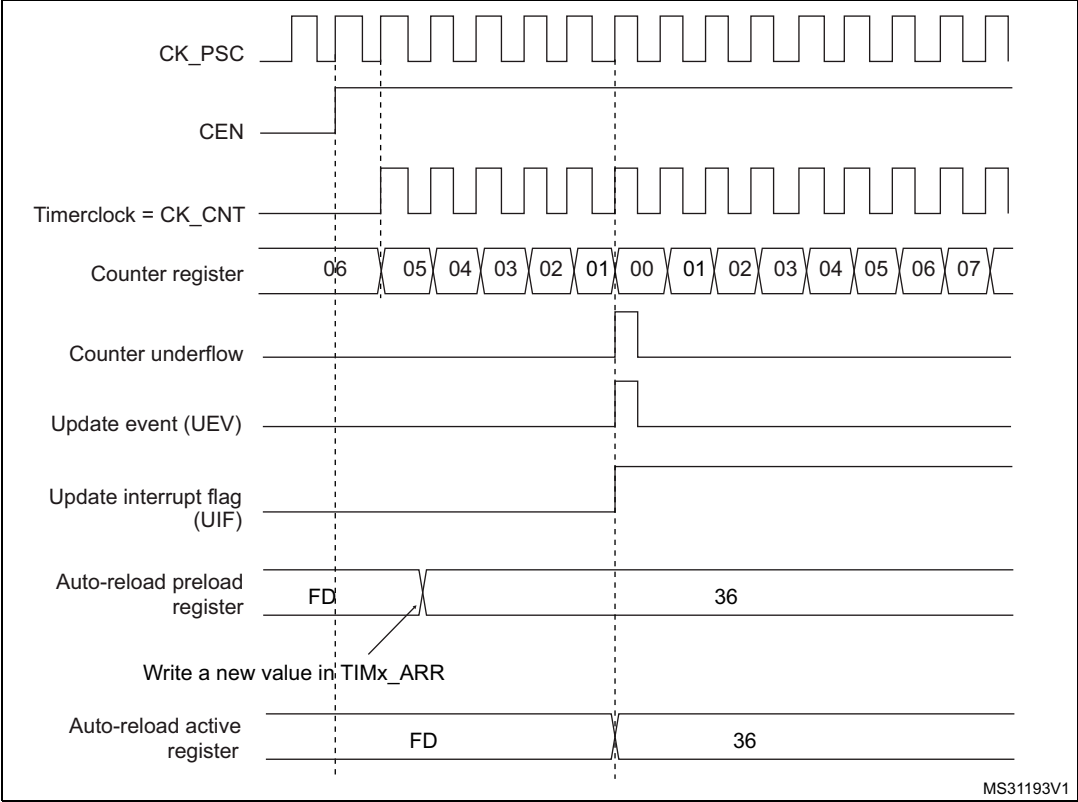 CK_PSC
CEN
Timerclock = CK_CNT
Counter register
06 05 04 03 02 01 00 01 02 03 04 05 06 07
Counter underflow
Update event (UEV)
Update interrupt flag
(UIF)
Auto-reload preload
register
FD 36
Write a new value in TIMx_ARR
Auto-reload active
register
FD 36
MS31193V1